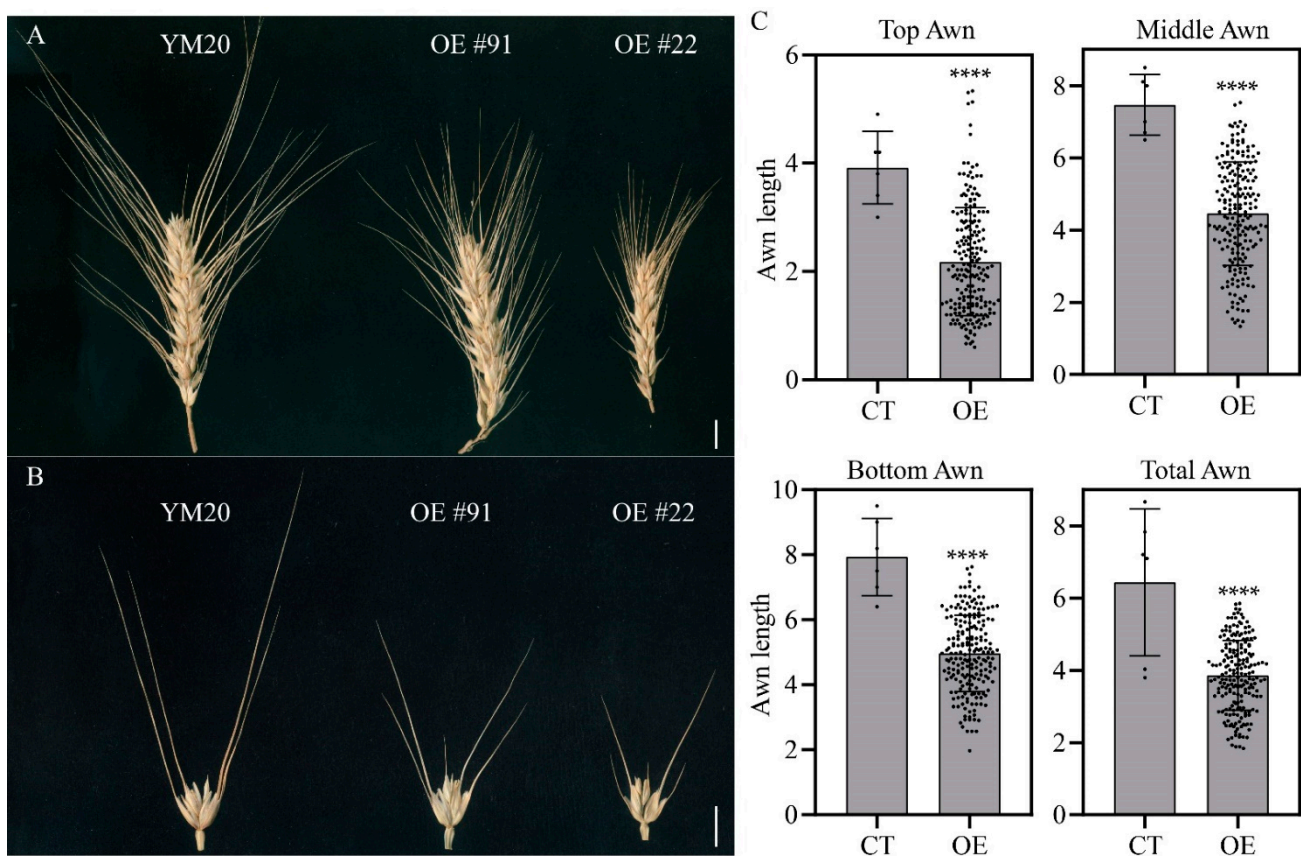 A
YM20
OE #91
OE #22
B
YM20
OE #91
OE #22
C
Top Awn
Awn length
6
4
2
0
****
CT
OE
Middle Awn
8
6
4
2
0
****
CT
OE
Bottom Awn
Awn length
10
8
6
4
2
0
****
CT
OE
Total Awn
8
6
4
2
0
****
CT
OE